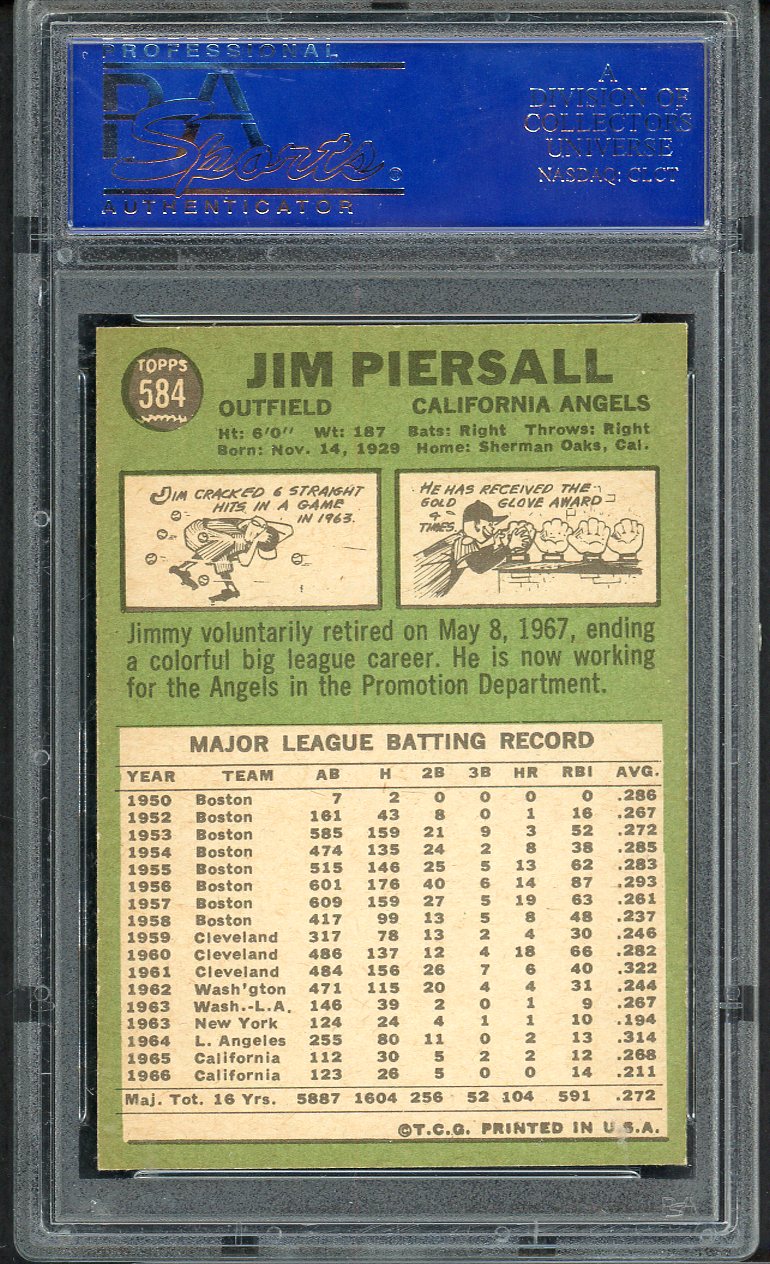 PROFESSIONAL
PSA
Sports®
AUTHENTICATOR
A
DIVISION OF
COLLECTORS
UNIVERSE
NASDAQ: CLCT
TOPPS
584
JIM PIERSALL
OUTFIELD CALIFORNIA ANGELS
Ht: 6'0" Wt: 187 Bats: Right Throws: Right
Born: Nov. 14, 1929 Home: Sherman Oaks, Cal.
JIM CRACKED 6 STRAIGHT
HITS IN A GAME
IN 1963.
HE HAS RECEIVED THE
GOLD GLOVE AWARD
4
TIMES.
Jimmy voluntarily retired on May 8, 1967, ending
a colorful big league career. He is now working
for the Angels in the Promotion Department.
MAJOR LEAGUE BATTING RECORD
YEAR TEAM AB H 2B 3B HR RBI AVG.
1950 Boston 7 2 0 0 0 0 .286
1952 Boston 161 43 8 0 1 16 .267
1953 Boston 585 159 21 9 3 52 .272
1954 Boston 474 135 24 2 8 38 .285
1955 Boston 515 146 25 5 13 62 .283
1956 Boston 601 176 40 6 14 87 .293
1957 Boston 609 159 27 5 19 63 .261
1958 Boston 417 99 13 5 8 48 .237
1959 Cleveland 317 78 13 2 4 30 .246
1960 Cleveland 486 137 12 4 18 66 .282
1961 Cleveland 484 156 26 7 6 40 .322
1962 Wash'gton 471 115 20 4 4 31 .244
1963 Wash.-L.A. 146 39 2 0 1 9 .267
1963 New York 124 24 4 1 1 10 .194
1964 L. Angeles 255 80 11 0 2 13 .314
1965 California 112 30 5 2 2 12 .268
1966 California 123 26 5 0 0 14 .211
Maj. Tot. 16 Yrs. 5887 1604 256 52 104 591 .272
©T.C.G. PRINTED IN U.S.A.
PSA